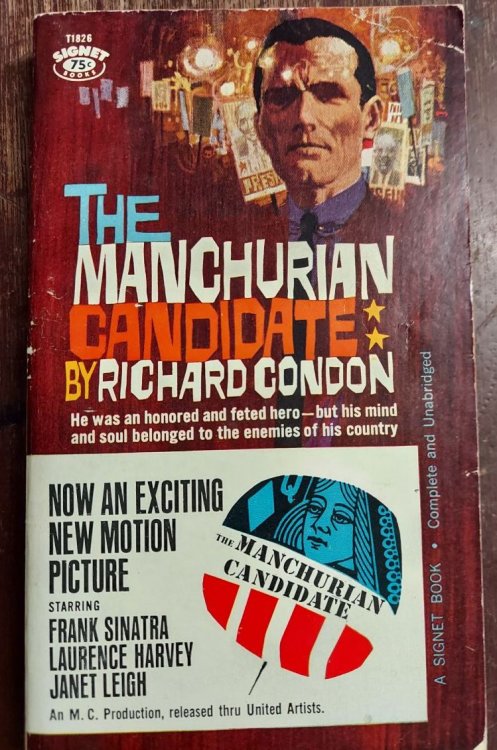 T1826
SIGNET
75¢
BOOKS
THE
MANCHURIAN
CANDIDATE
BY RICHARD CONDON
He was an honored and feted hero—but his mind
and soul belonged to the enemies of his country
NOW AN EXCITING
NEW MOTION
PICTURE
STARRING
FRANK SINATRA
LAURENCE HARVEY
JANET LEIGH
An M. C. Production, released thru United Artists.
Q
THE MANCHURIAN
CANDIDATE
A SIGNET BOOK • Complete and Unabridged